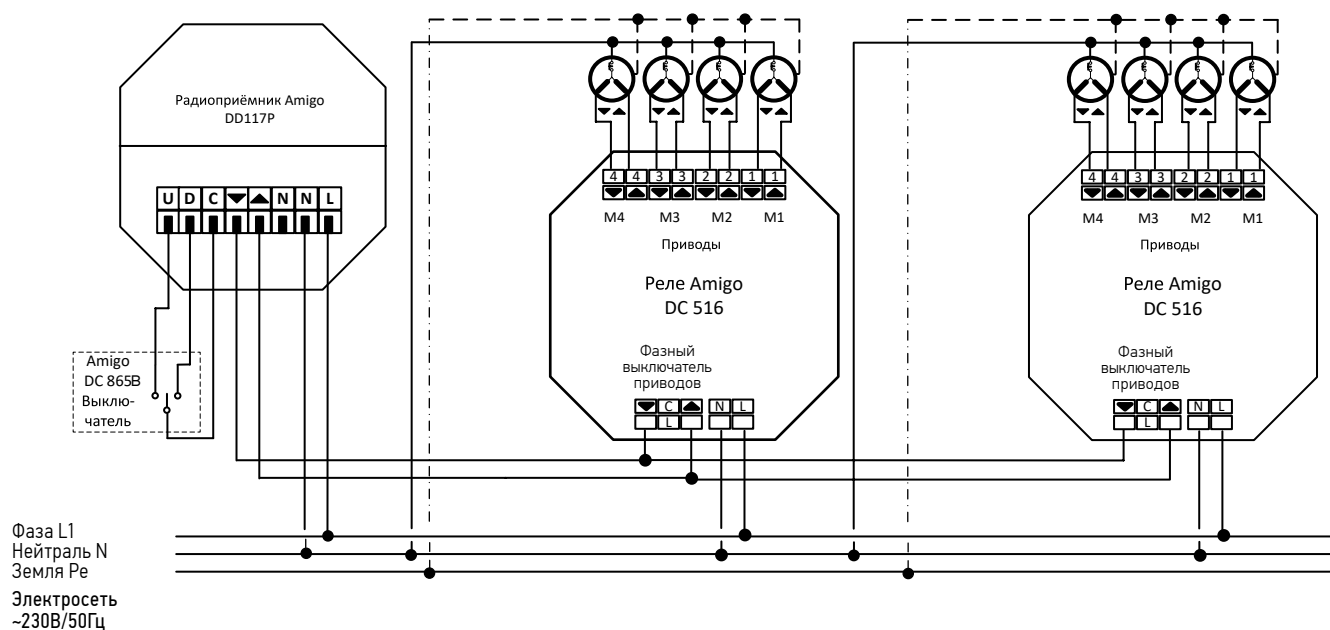 Радиоприёмник Amigo
DD117P
U D C N N L
Amigo
DC 865B
Выклю-
чатель
4 4 3 3 2 2 1 1
M4 M3 M2 M1
Приводы
Реле Amigo
DC 516
Фазный
выключатель
приводов
C N L
L
4 4 3 3 2 2 1 1
M4 M3 M2 M1
Приводы
Реле Amigo
DC 516
Фазный
выключатель
приводов
C N L
L
Фаза L1
Нейтраль N
Земля Pe
Электросеть
~230В/50Гц